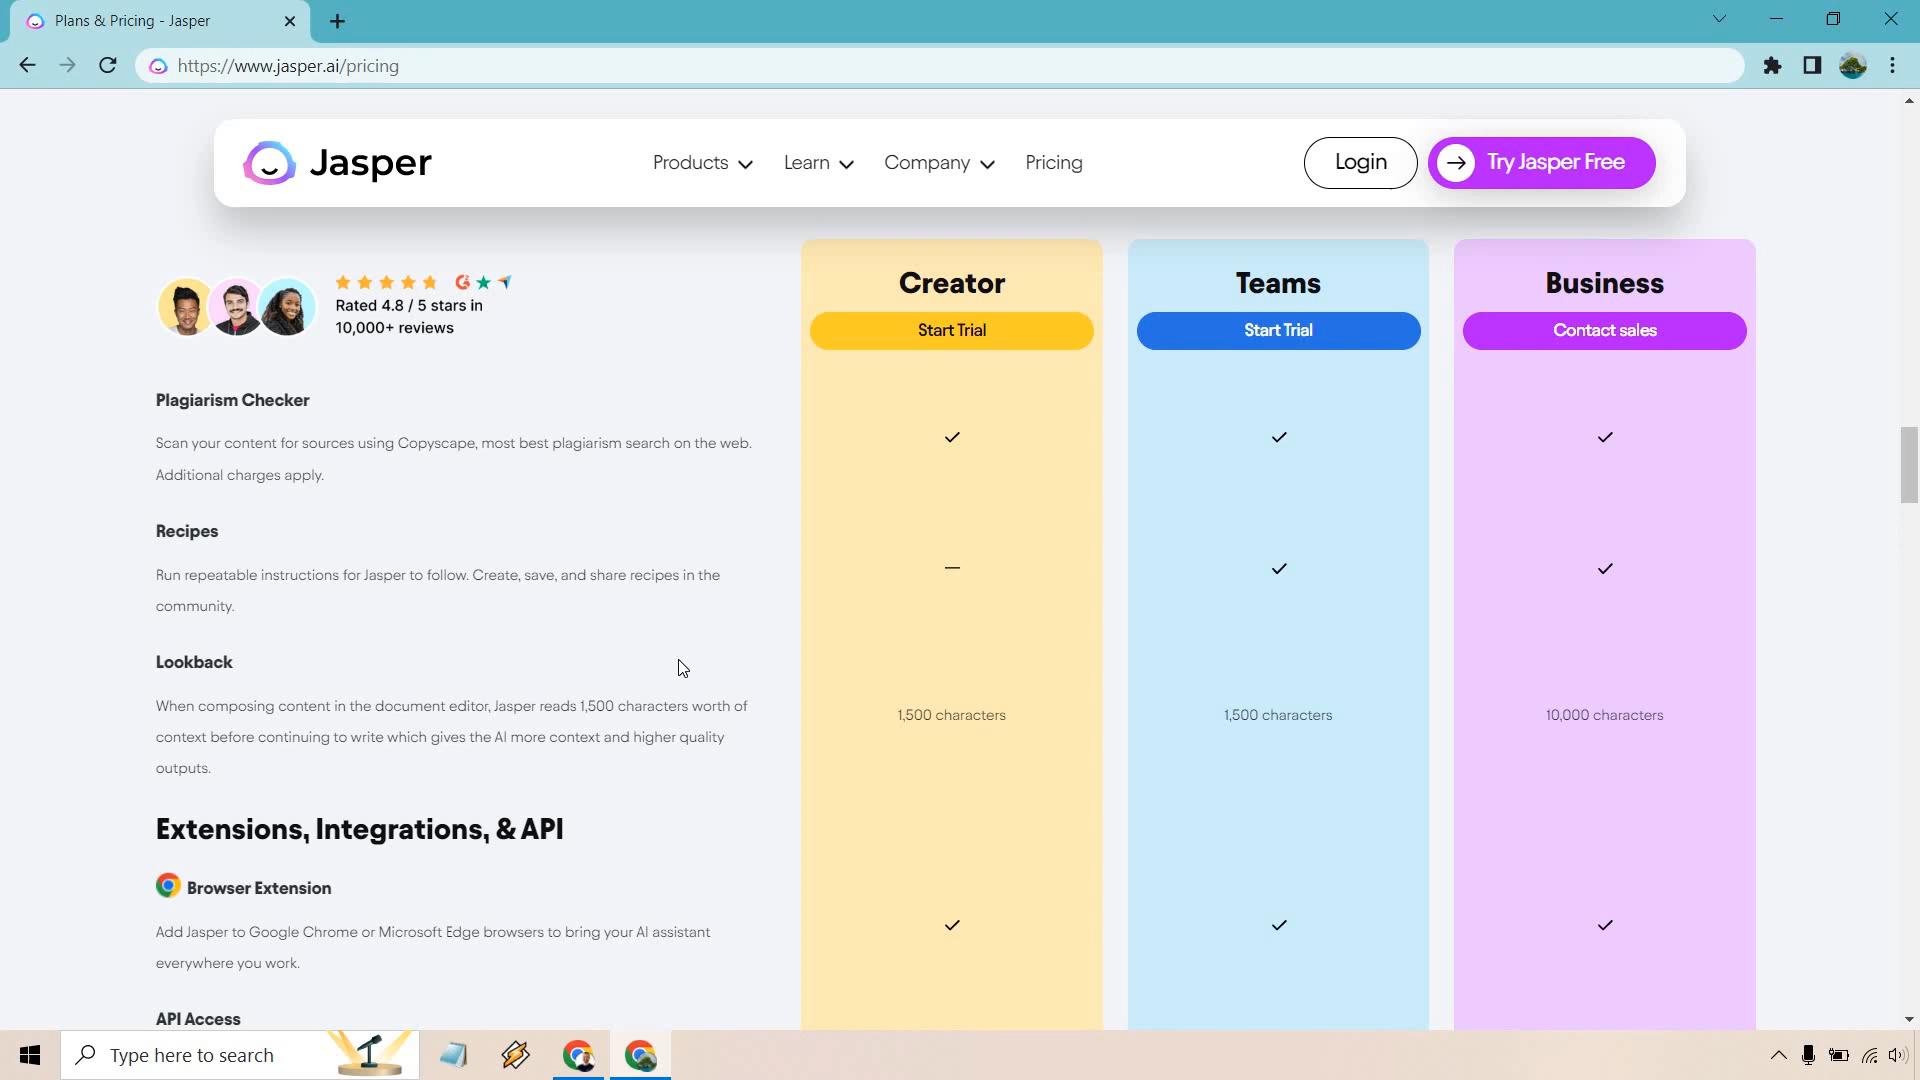 Plans & Pricing - Jasper
https://www.jasper.ai/pricing
Jasper
Products
Learn
Company
Pricing
Login
Try Jasper Free
Rated 4.8 / 5 stars in
10,000+ reviews
Creator
Teams
Business
Start Trial
Start Trial
Contact sales
Plagiarism Checker
Scan your content for sources using Copyscape, most best plagiarism search on the web.
Additional charges apply.
Recipes
Run repeatable instructions for Jasper to follow. Create, save, and share recipes in the
community.
Lookback
When composing content in the document editor, Jasper reads 1,500 characters worth of
context before continuing to write which gives the AI more context and higher quality
outputs.
1,500 characters
1,500 characters
10,000 characters
Extensions, Integrations, & API
Browser Extension
Add Jasper to Google Chrome or Microsoft Edge browsers to bring your AI assistant
everywhere you work.
API Access
Type here to search